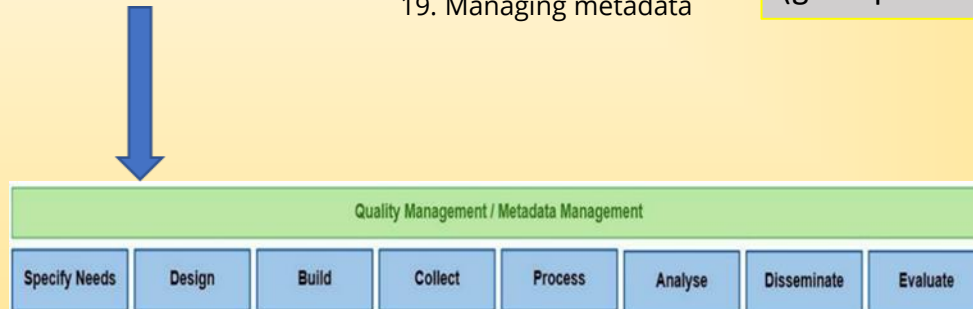 19. Managing metadata
Quality Management / Metadata Management
Specify Needs
Design
Build
Collect
Process
Analyse
Disseminate
Evaluate